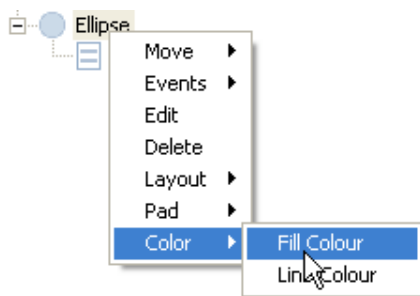 Ellipse
Move
Events
Edit
Delete
Layout
Pad
Color
Fill Colour
Line Colour